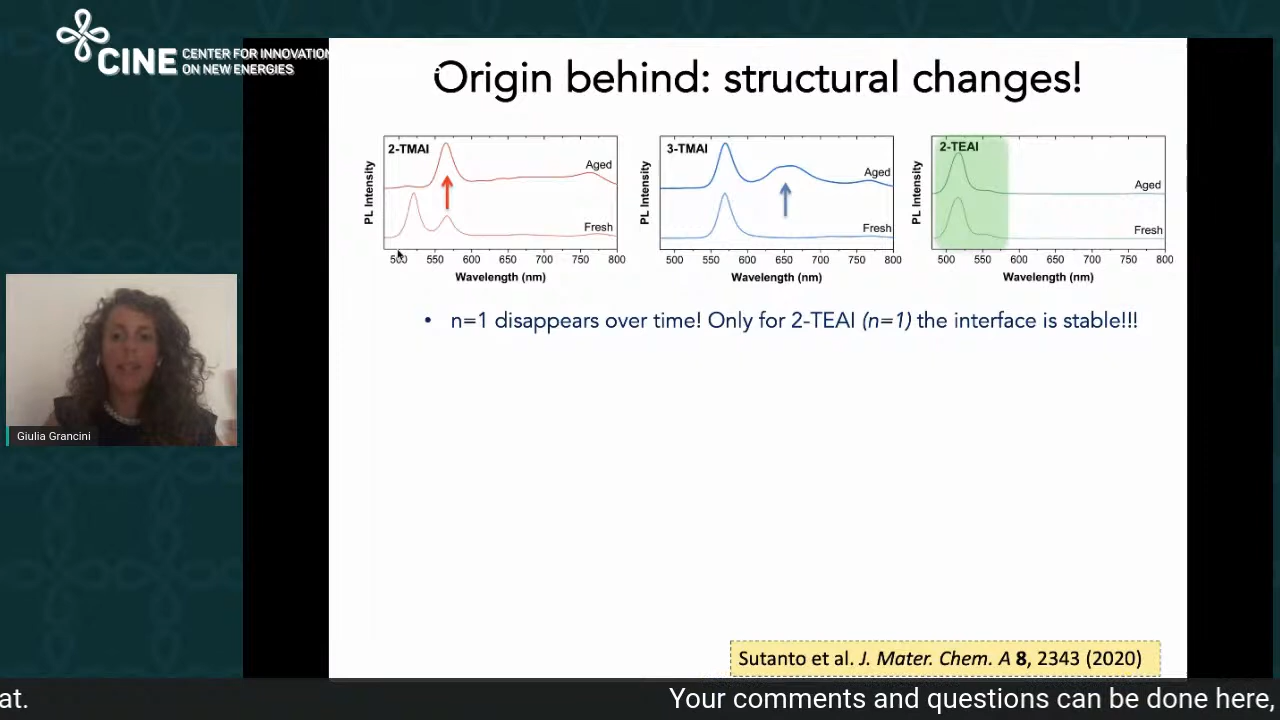 CINE CENTER FOR INNOVATION
ON NEW ENERGIES
Origin behind: structural changes!
2-TMAI
Aged
Fresh
PL Intensity
500 550 600 650 700 750 800
Wavelength (nm)
3-TMAI
Aged
Fresh
PL Intensity
500 550 600 650 700 750 800
Wavelength (nm)
2-TEAI
Aged
Fresh
PL Intensity
500 550 600 650 700 750 800
Wavelength (nm)
• n=1 disappears over time! Only for 2-TEAI (n=1) the interface is stable!!!
Giulia Grancini
Sutanto et al. J. Mater. Chem. A 8, 2343 (2020)
at.
Your comments and questions can be done here,